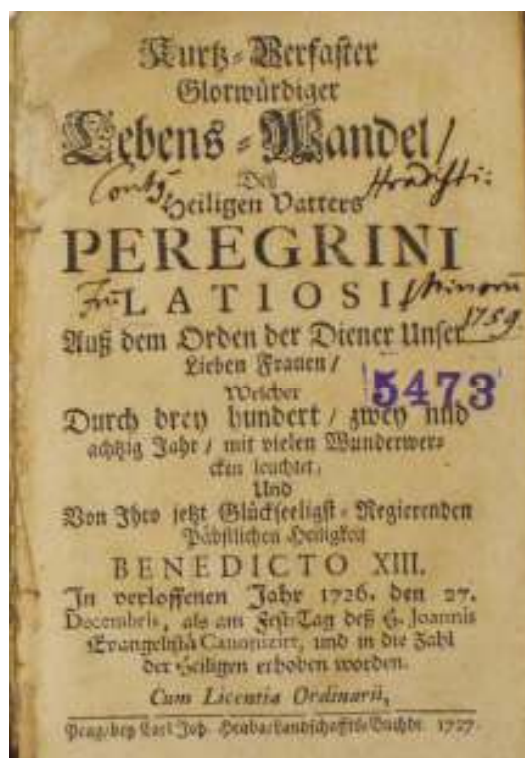 Kurtz-Verfaster
Glorwürdiger
Lebens-Wandel /
Deß
Heiligen Vatters
PEREGRINI
LATIOSI,
Auß dem Orden der Diener Unser
Lieben Frauen /
Welcher
Durch drey hundert / zwey und
achtzig Jahr / mit vielen Wunderwer-
cken leuchtet,
Und
Von Ihro jetzt Glückseeligst-Regierenden
Päbstlichen Heiligkeit
BENEDICTO XIII.
In verloffenen Jahr 1726. den 27.
Decembris, als am Fest-Tag deß H. Joannis
Evangelistä Canonizirt, und in die Zahl
der Heiligen erhoben worden.
Cum Licentia Ordinarii,
Prag / bey Carl Joh. Hraba / Landschaffts-Buchdr. 1727.
Minorū
1759
5473